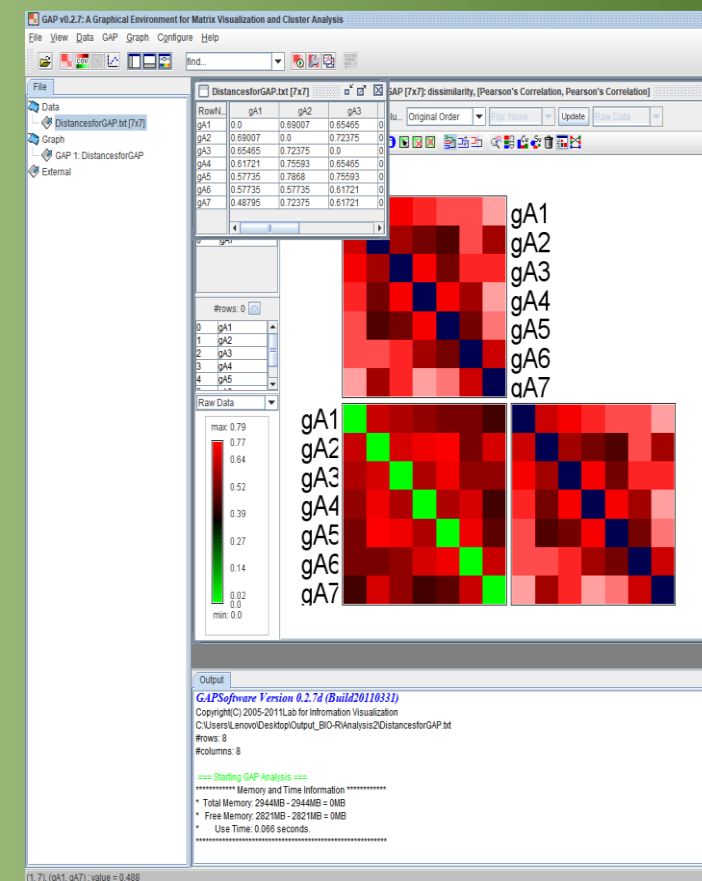 GAP v0.2.7: A Graphical Environment for Matrix Visualization and Cluster Analysis
File View Data GAP Graph Configure Help
find...
File
Data
DistancesforGAP.txt [7x7]
Graph
GAP 1: DistancesforGAP
External
DistancesforGAP.txt [7x7]
RowN... gA1 gA2 gA3
gA1 0.0 0.69007 0.65465 0
gA2 0.69007 0.0 0.72375 0
gA3 0.65465 0.72375 0.0 0
gA4 0.61721 0.75593 0.65465 0
gA5 0.57735 0.7868 0.75593 0
gA6 0.57735 0.57735 0.61721 0
gA7 0.48795 0.72375 0.61721 0
GAP [7x7]: dissimilarity, [Pearson's Correlation, Pearson's Correlation]
lu... Original Order Flip: None Update Raw Data
#rows: 0
0 gA1
1 gA2
2 gA3
3 gA4
4 gA5
Raw Data
max: 0.79
0.77
0.64
0.52
0.39
0.27
0.14
0.02
0.0
min: 0.0
gA1
gA2
gA3
gA4
gA5
gA6
gA7
gA1
gA2
gA3
gA4
gA5
gA6
gA7
Output
GAPSoftware Version 0.2.7d (Build20110331)
Copyright(C) 2005-2011Lab for Infromation Visualization
C:\Users\Lenovo\Desktop\Output_BIO-R\Analysis2\DistancesforGAP.txt
#rows: 8
#columns: 8
=== Starting GAP Analysis ===
************ Memory and Time Information ************
* Total Memory: 2944MB - 2944MB = 0MB
* Free Memory: 2821MB - 2821MB = 0MB
* Use Time: 0.066 seconds.
**********************************************************
(1, 7), (gA1, gA7) : value = 0.488